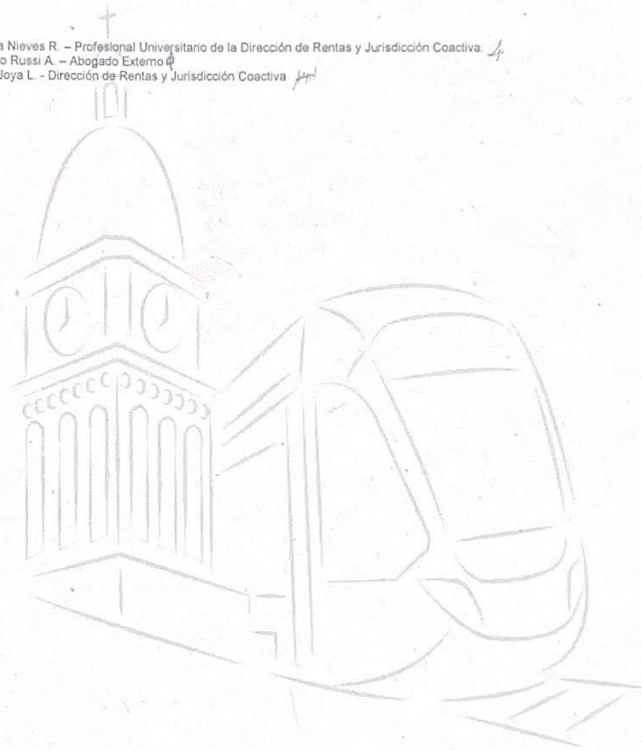 a Nieves R. – Profesional Universitario de la Dirección de Rentas y Jurisdicción Coactiva.
o Russi A. – Abogado Externo
Joya L. - Dirección de Rentas y Jurisdicción Coactiva